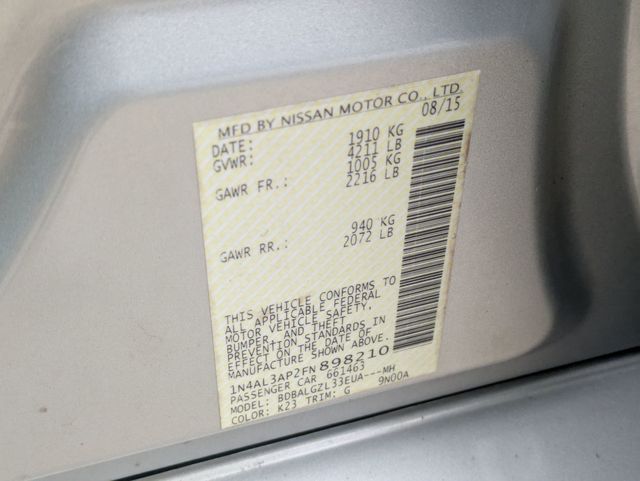 MFD BY NISSAN MOTOR CO., LTD.
DATE: 08/15
GVWR: 1910 KG
4211 LB
GAWR FR.: 1005 KG
2216 LB
GAWR RR.: 940 KG
2072 LB
THIS VEHICLE CONFORMS TO
ALL APPLICABLE FEDERAL
MOTOR VEHICLE SAFETY,
BUMPER AND THEFT
PREVENTION STANDARDS IN
EFFECT ON THE DATE OF
MANUFACTURE SHOWN ABOVE.
1N4AL3AP2FN898210
PASSENGER CAR 661463
MODEL: BDBALGZL33EUA---MH
COLOR: K23 TRIM: G 9N00A